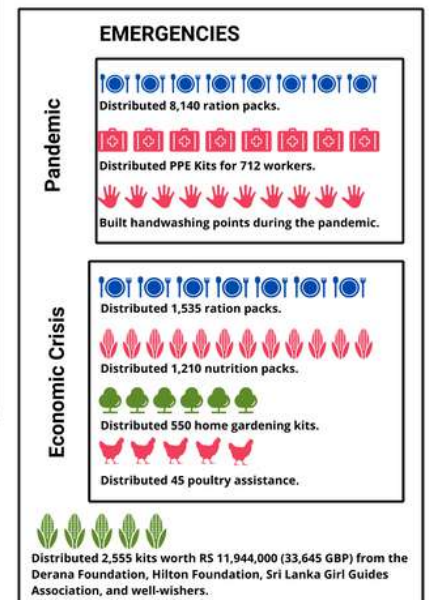 EMERGENCIES
Pandemic
Distributed 8,140 ration packs.
Distributed PPE Kits for 712 workers.
Built handwashing points during the pandemic.
Economic Crisis
Distributed 1,535 ration packs.
Distributed 1,210 nutrition packs.
Distributed 550 home gardening kits.
Distributed 45 poultry assistance.
Distributed 2,555 kits worth RS 11,944,000 (33,645 GBP) from the
Derana Foundation, Hilton Foundation, Sri Lanka Girl Guides
Association, and well-wishers.